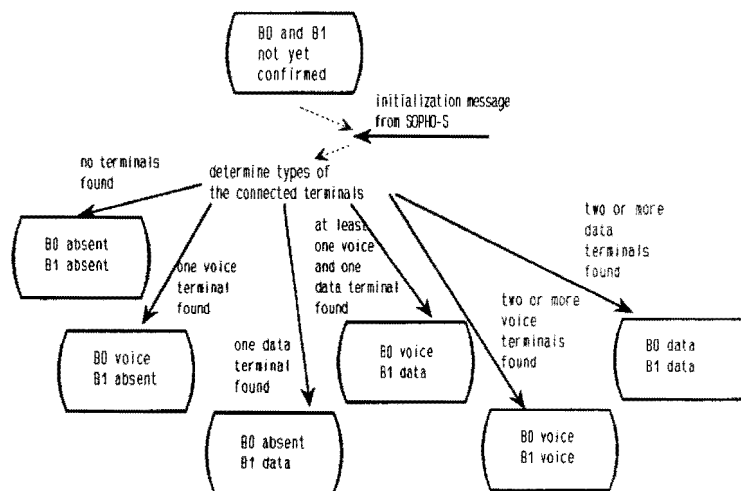 B0 and B1
not yet
confirmed
initialization message
from SOPHO-S
determine types of
the connected terminals
no terminals
found
B0 absent
B1 absent
one voice
terminal
found
B0 voice
B1 absent
one data
terminal
found
B0 absent
B1 data
at least
one voice
and one
data terminal
found
B0 voice
B1 data
two or more
voice
terminals
found
B0 voice
B1 voice
two or more
data
terminals
found
B0 data
B1 data